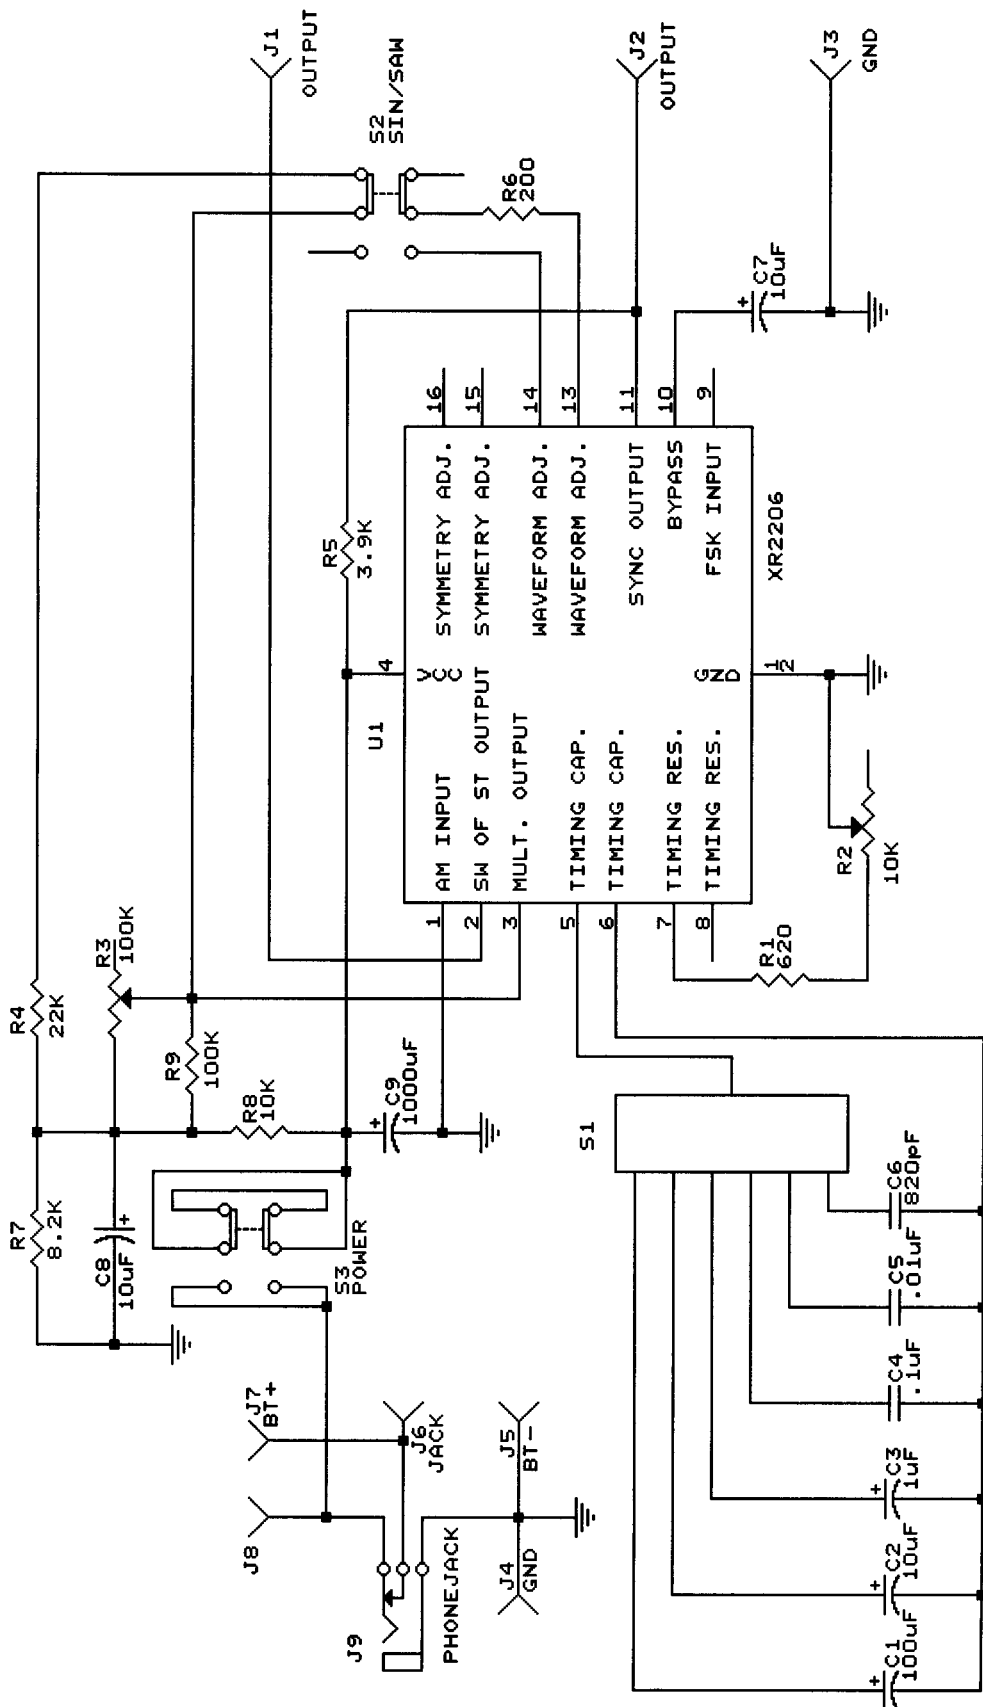 J1
OUTPUT
S2
SIN/SAW
J2
OUTPUT
J3
GND
R6
200
C7
+
10uF
R5
3.9K
R4
22K
R3
100K
R9
100K
R8
10K
C9
+
1000uF
R7
8.2K
C8
+
10uF
S3
POWER
J7
BT+
J8
J6
JACK
J5
BT-
J4
GND
J9
PHONEJACK
U1
XR2206
4
VCC
1
AM INPUT
2
SW OF ST OUTPUT
3
MULT. OUTPUT
5
TIMING CAP.
6
TIMING CAP.
7
TIMING RES.
8
TIMING RES.
16
SYMMETRY ADJ.
15
SYMMETRY ADJ.
14
WAVEFORM ADJ.
13
WAVEFORM ADJ.
11
SYNC OUTPUT
10
BYPASS
9
FSK INPUT
GND
12
R1
620
R2
10K
S1
C1
+
100uF
C2
+
10uF
C3
+
1uF
C4
.1uF
C5
.01uF
C6
820pF